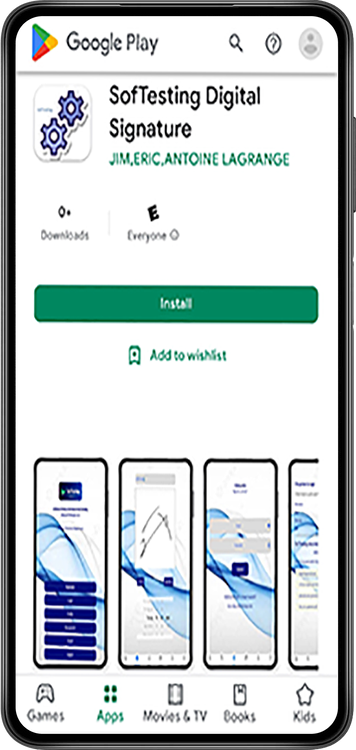 Google Play
SofTesting Digital
Signature
JIM,ERIC,ANTOINE LAGRANGE
0+
E
Downloads
Everyone
Install
Add to wishlist
Games
Apps
Movies & TV
Books
Kids